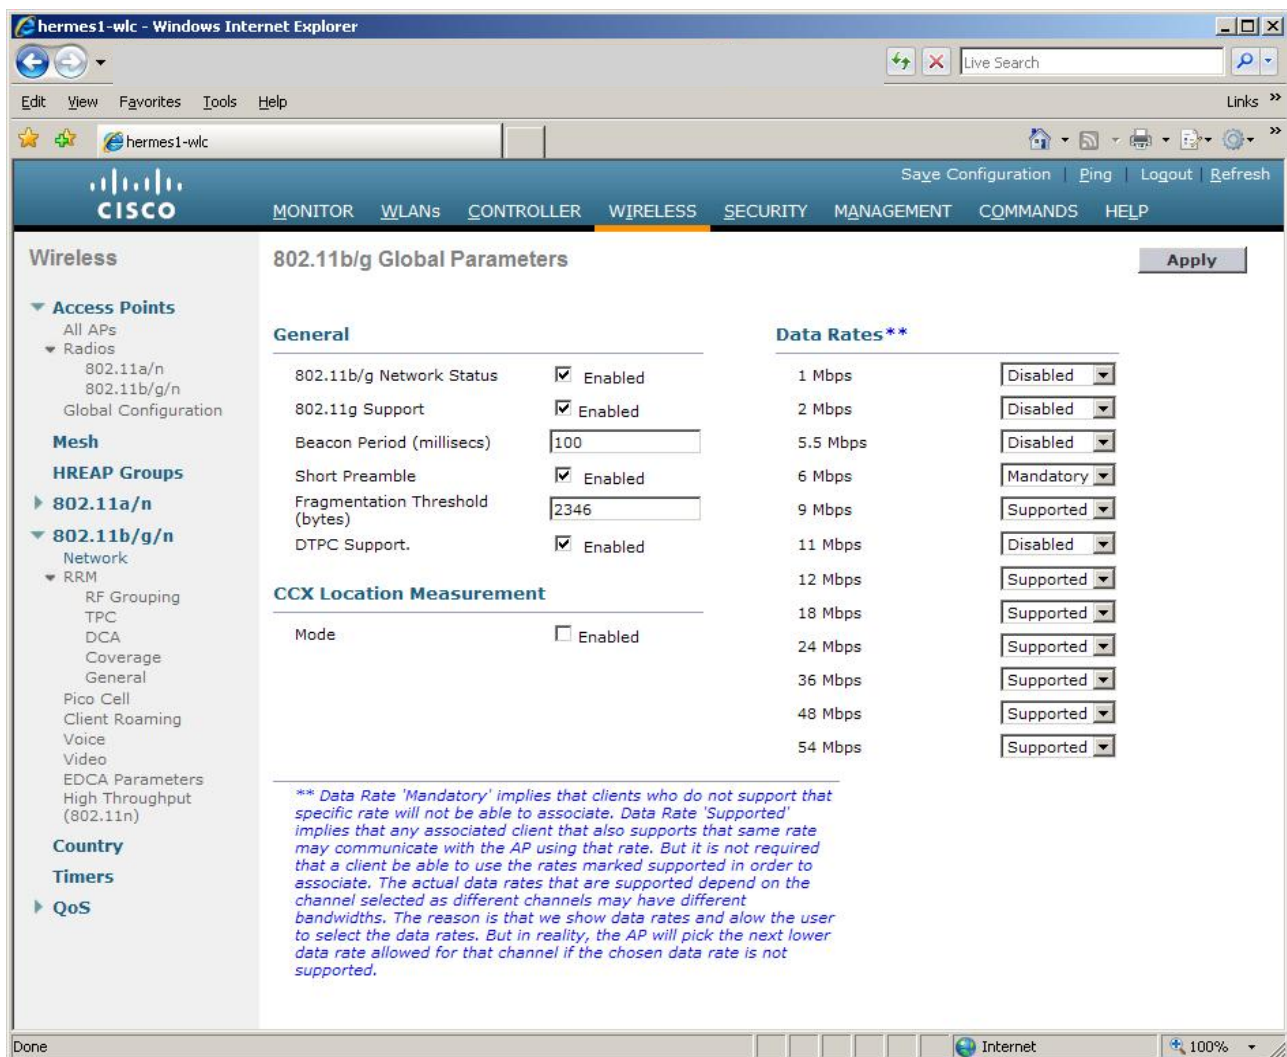 hermes1-wlc - Windows Internet Explorer
Live Search
Edit View Favorites Tools Help
Links »
hermes1-wlc
»
Save Configuration | Ping | Logout | Refresh
CISCO
MONITOR WLANs CONTROLLER WIRELESS SECURITY MANAGEMENT COMMANDS HELP
Wireless
Access Points
All APs
Radios
802.11a/n
802.11b/g/n
Global Configuration
Mesh
HREAP Groups
802.11a/n
802.11b/g/n
Network
RRM
RF Grouping
TPC
DCA
Coverage
General
Pico Cell
Client Roaming
Voice
Video
EDCA Parameters
High Throughput
(802.11n)
Country
Timers
QoS
802.11b/g Global Parameters
Apply
General
802.11b/g Network Status Enabled
802.11g Support Enabled
Beacon Period (millisecs) 100
Short Preamble Enabled
Fragmentation Threshold
(bytes) 2346
DTPC Support. Enabled
CCX Location Measurement
Mode Enabled
Data Rates**
1 Mbps Disabled
2 Mbps Disabled
5.5 Mbps Disabled
6 Mbps Mandatory
9 Mbps Supported
11 Mbps Disabled
12 Mbps Supported
18 Mbps Supported
24 Mbps Supported
36 Mbps Supported
48 Mbps Supported
54 Mbps Supported
** Data Rate 'Mandatory' implies that clients who do not support that
specific rate will not be able to associate. Data Rate 'Supported'
implies that any associated client that also supports that same rate
may communicate with the AP using that rate. But it is not required
that a client be able to use the rates marked supported in order to
associate. The actual data rates that are supported depend on the
channel selected as different channels may have different
bandwidths. The reason is that we show data rates and alow the user
to select the data rates. But in reality, the AP will pick the next lower
data rate allowed for that channel if the chosen data rate is not
supported.
Done
Internet
100%